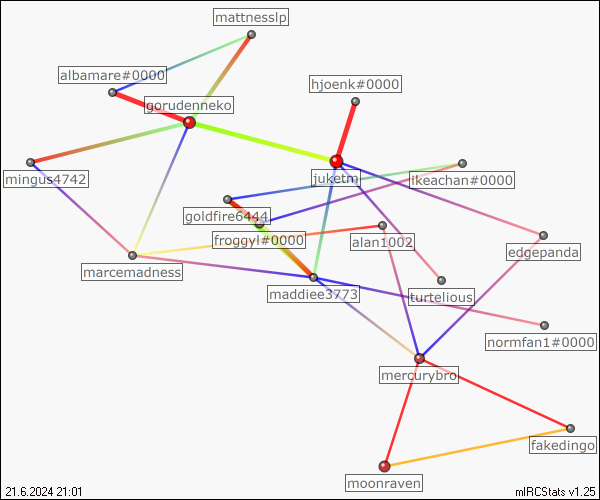 mattnesslp
albamare#0000
hjoenk#0000
gorudenneko
mingus4742
juketm
ikeachan#0000
goldfire6444
froggyl#0000
alan1002
edgepanda
marcemadness
maddiee3773
turtelious
normfan1#0000
mercurybro
fakedingo
moonraven
21.6.2024 21:01
mIRCStats v1.25